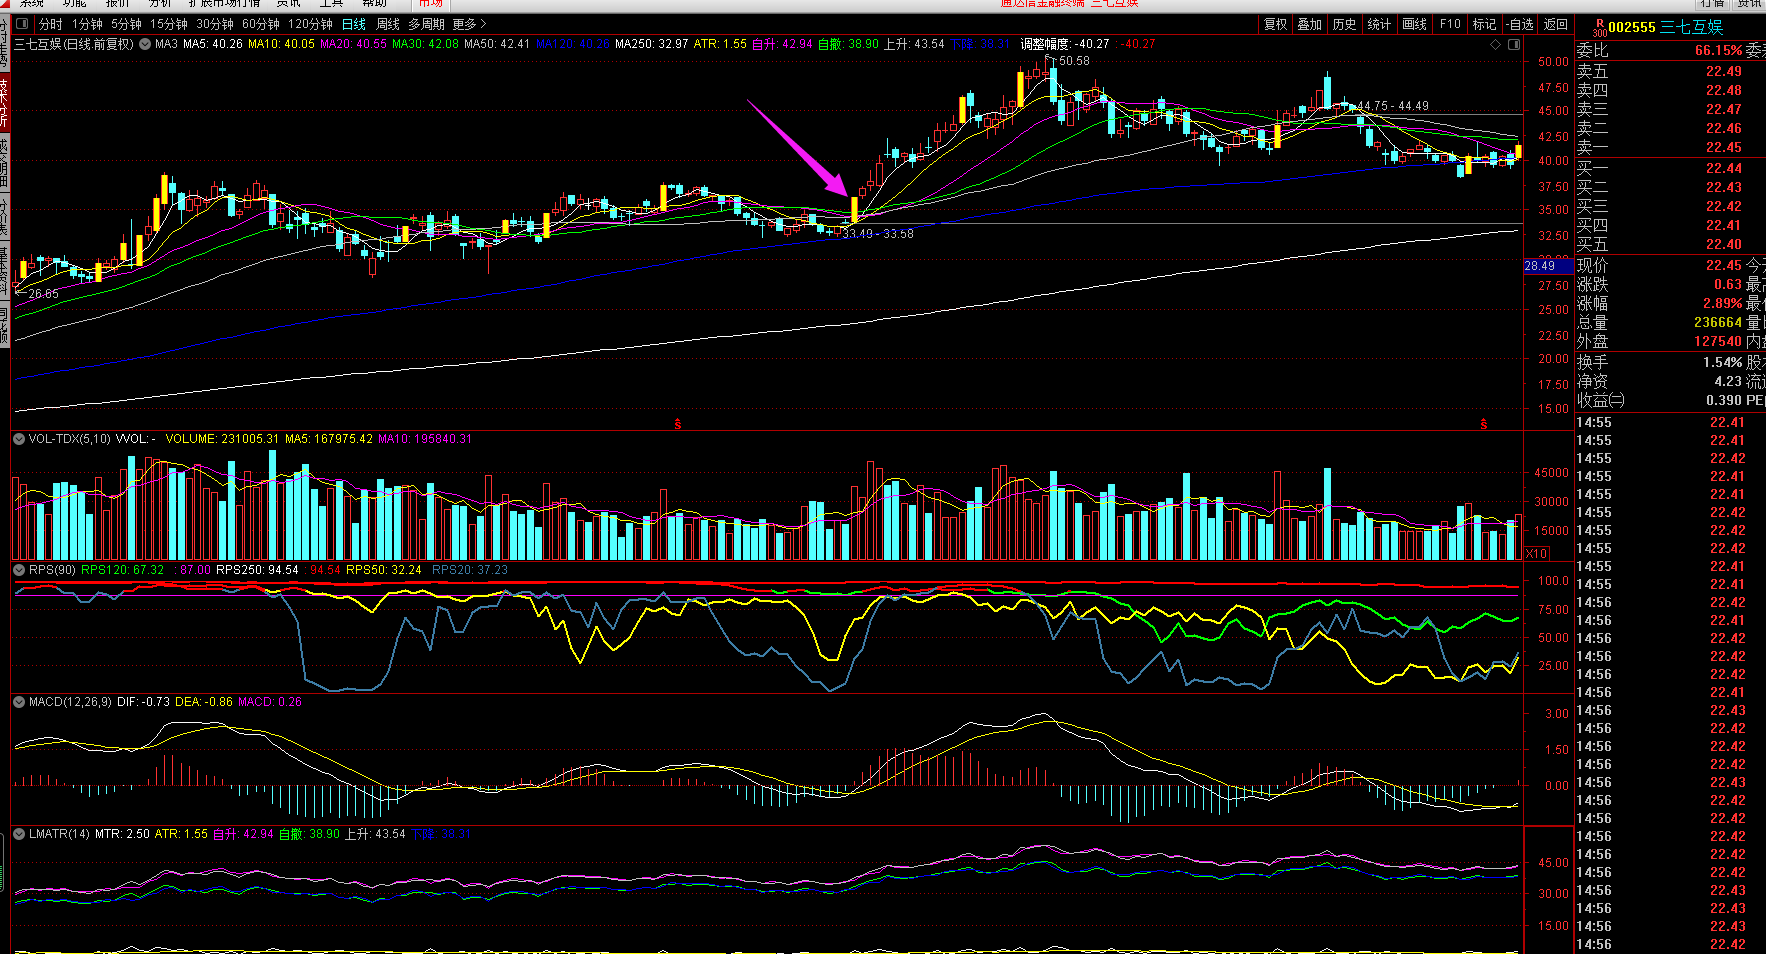 系统 功能 报价 分析 扩展市场行情 资讯 工具 帮助 市场 通达信金融终端 三七互娱 行情 资讯
分时 1分钟 5分钟 15分钟 30分钟 60分钟 120分钟 日线 周线 多周期 更多> 复权 叠加 历史 统计 画线 F10 标记 -自选 返回
R 300 002555 三七互娱
三七互娱(日线.前复权) MA3 MA5: 40.26 MA10: 40.05 MA20: 40.55 MA30: 42.08 MA50: 42.41 MA120: 40.26 MA250: 32.97 ATR: 1.55 自升: 42.94 自撤: 38.90 上升: 43.54 下降: 38.31 调整幅度: -40.27 : -40.27
50.58
44.75 - 44.49
33.49 - 33.58
26.65
50.00
47.50
45.00
42.50
40.00
37.50
35.00
32.50
28.49
27.50
25.00
22.50
20.00
17.50
15.00
VOL-TDX(5,10) VVOL: - VOLUME: 231005.31 MA5: 167975.42 MA10: 195840.31
45000
30000
15000
X10
RPS(90) RPS120: 67.32 : 87.00 RPS250: 94.54 : 94.54 RPS50: 32.24 RPS20: 37.23
100.0
75.00
50.00
25.00
MACD(12,26,9) DIF: -0.73 DEA: -0.86 MACD: 0.26
3.00
1.50
0.00
LMATR(14) MTR: 2.50 ATR: 1.55 自升: 42.94 自撤: 38.90 上升: 43.54 下降: 38.31
45.00
30.00
15.00
委比 66.15%
卖五 22.49
卖四 22.48
卖三 22.47
卖二 22.46
卖一 22.45
买一 22.44
买二 22.43
买三 22.42
买四 22.41
买五 22.40
现价 22.45 今
涨跌 0.63 最
涨幅 2.89% 最
总量 236664 量
外盘 127540 内
换手 1.54% 股
净资 4.23 流
收益㈢ 0.390 PE
14:55 22.41
14:55 22.41
14:55 22.42
14:55 22.41
14:55 22.41
14:55 22.42
14:55 22.42
14:55 22.42
14:55 22.41
14:55 22.41
14:56 22.42
14:56 22.41
14:56 22.42
14:56 22.42
14:56 22.42
14:56 22.41
14:56 22.43
14:56 22.42
14:56 22.42
14:56 22.42
14:56 22.43
14:56 22.42
14:56 22.42
14:56 22.42
14:56 22.42
14:56 22.42
14:56 22.43
14:56 22.43
14:56 22.43
14:56 22.42